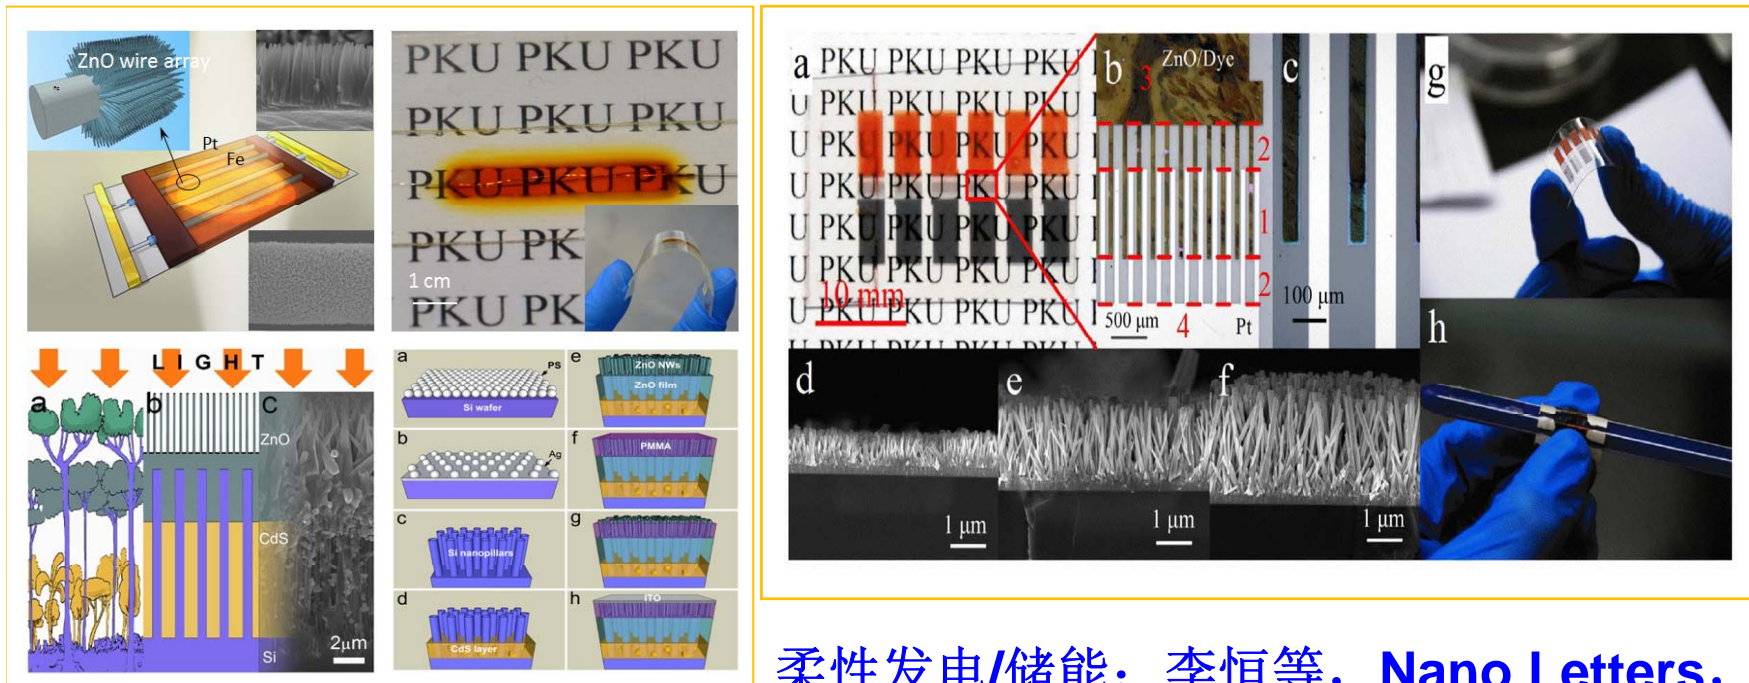 ZnO wire array
Pt
Fe
PKU PKU PKU
PKU PKU PKU
PKU PKU PKU
PKU PK
1 cm
PKU PK
L I G H T
a
b
c
ZnO
CdS
Si
2μm
a
PS
Si wafer
b
Ag
c
Si nanopillars
d
CdS layer
e
ZnO NWs
ZnO film
f
PMMA
g
h
ITO
a
PKU PKU PKU PKU
U PKU PKU PKU PKU
U PKU PKU PKU PKU
U PKU PKU PKU PKU
U PKU PKU PKU PKU
U PKU PKU PKU PKU
U PKU PKU PKU PKU
10 mm
b
ZnO/Dye
3
2
1
2
500 μm
4
Pt
c
100 μm
d
1 μm
e
1 μm
f
1 μm
g
h
柔性发电/储能：李恒等，Nano Letters，